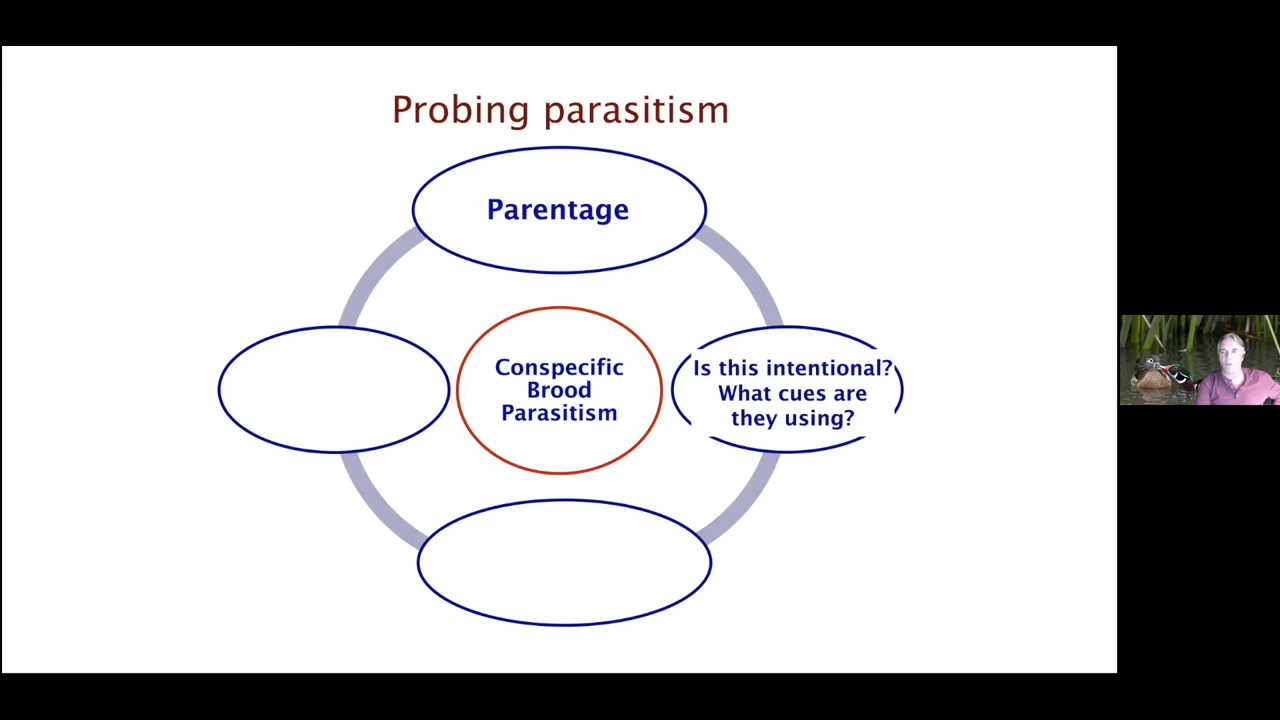 Probing parasitism
Parentage
Conspecific
Brood
Parasitism
Is this intentional?
What cues are
they using?